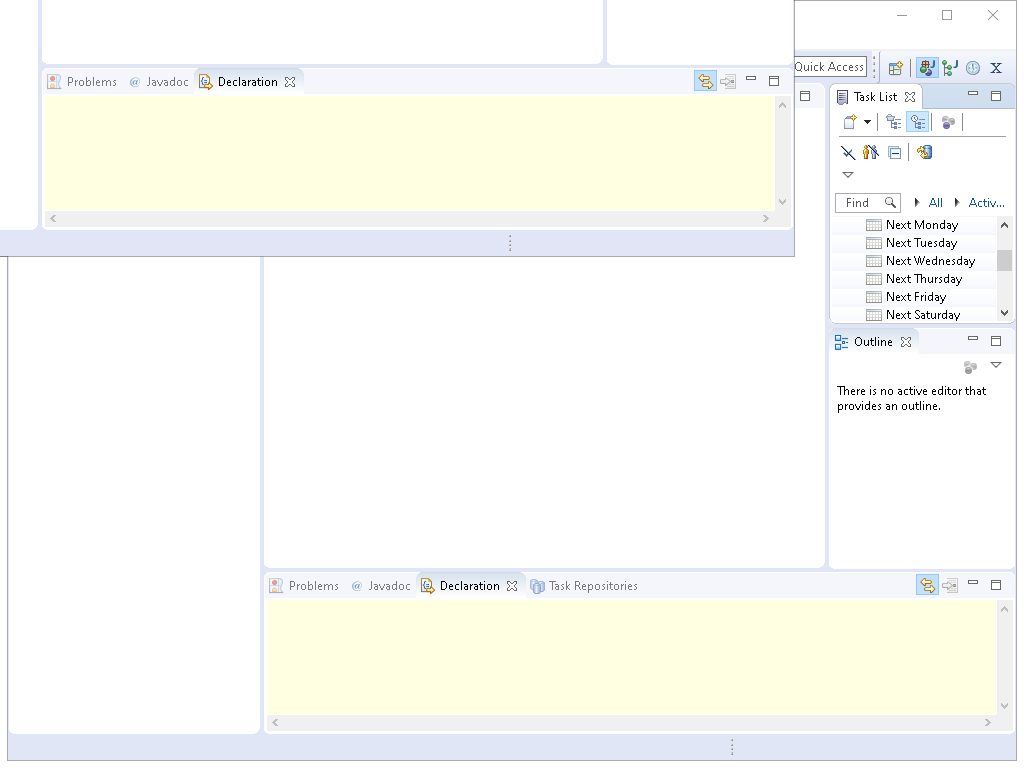 Problems @ Javadoc Declaration
Quick Access
Task List
Find All Activ...
Next Monday
Next Tuesday
Next Wednesday
Next Thursday
Next Friday
Next Saturday
Outline
There is no active editor that
provides an outline.
Problems @ Javadoc Declaration Task Repositories